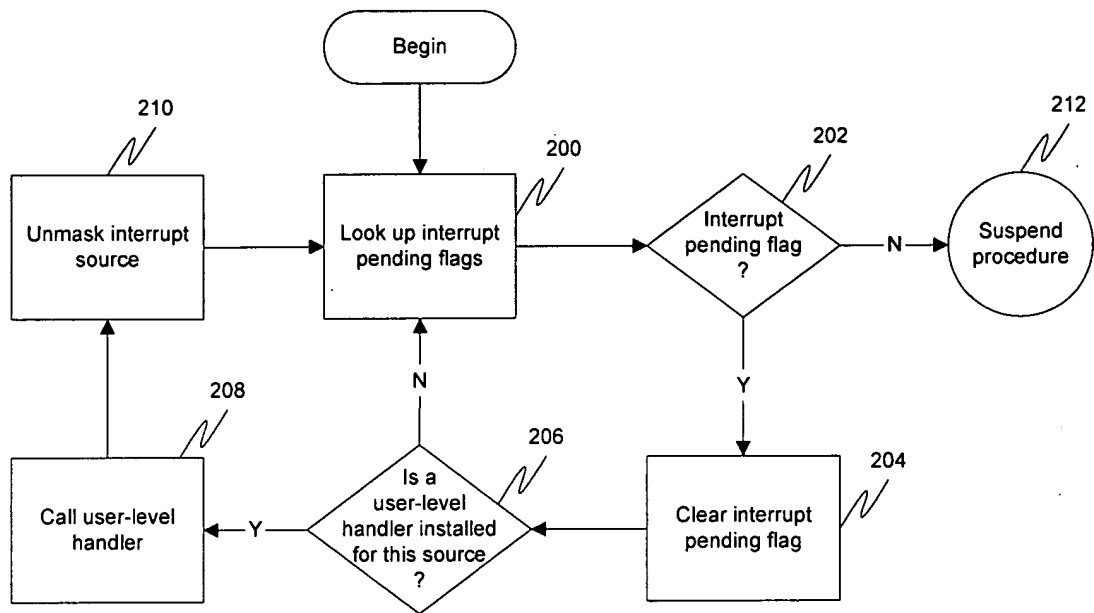 Begin
210
200
202
212
Unmask interrupt
source
Look up interrupt
pending flags
Interrupt
pending flag
?
N
Suspend
procedure
N
Y
208
206
204
Call user-level
handler
Y
Is a
user-level
handler installed
for this source
?
Clear interrupt
pending flag